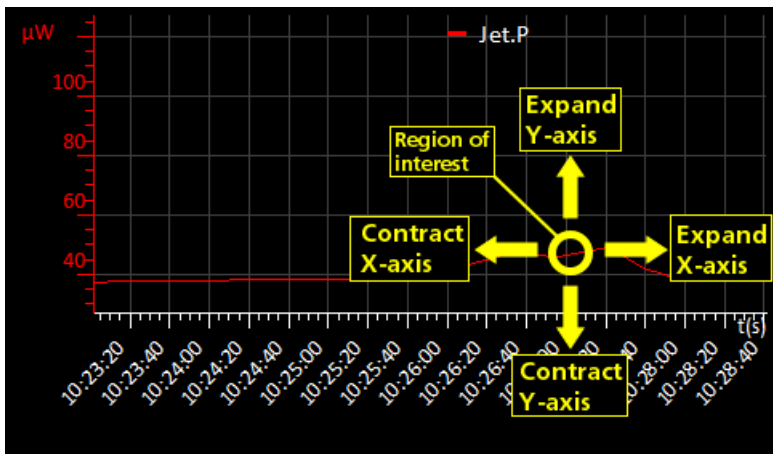 µW
Jet.P
100
80
60
40
Expand
Y-axis
Region of
interest
Contract
X-axis
Expand
X-axis
t(s)
Contract
Y-axis
10:23:20
10:23:40
10:24:00
10:24:20
10:24:40
10:25:00
10:25:20
10:25:40
10:26:00
10:26:20
10:26:40
10:28:00
10:28:20
10:28:40